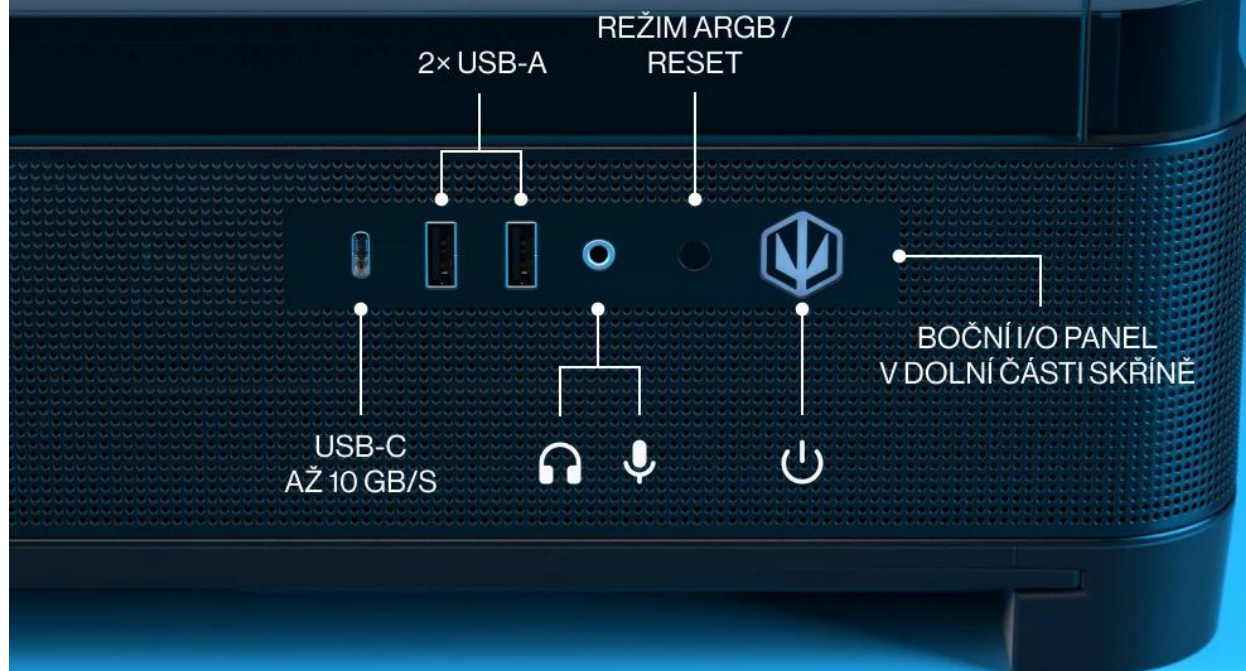 REŽIM ARGB /
RESET
2× USB-A
BOČNÍ I/O PANEL
V DOLNÍ ČÁSTI SKŘÍNĚ
USB-C
AŽ 10 GB/S